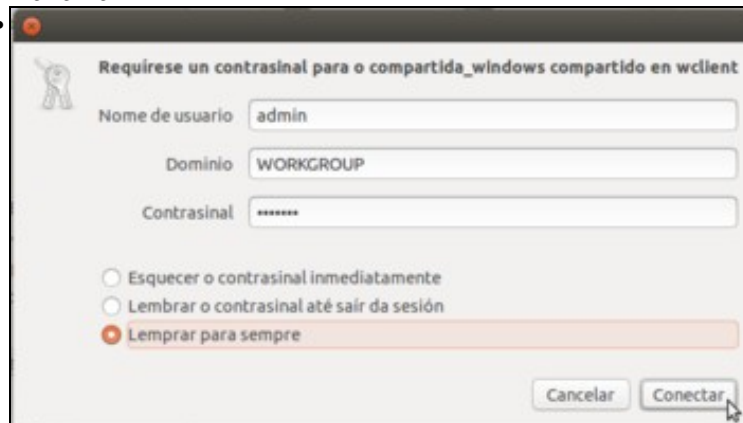 Requírese un contrasinal para o compartida_windows compartido en wclient
Nome de usuario admin
Dominio WORKGROUP
Contrasinal •••••••
Esquecer o contrasinal inmediatamente
Lembrar o contrasinal até saír da sesión
Lemprar para sempre
Cancelar Conectar